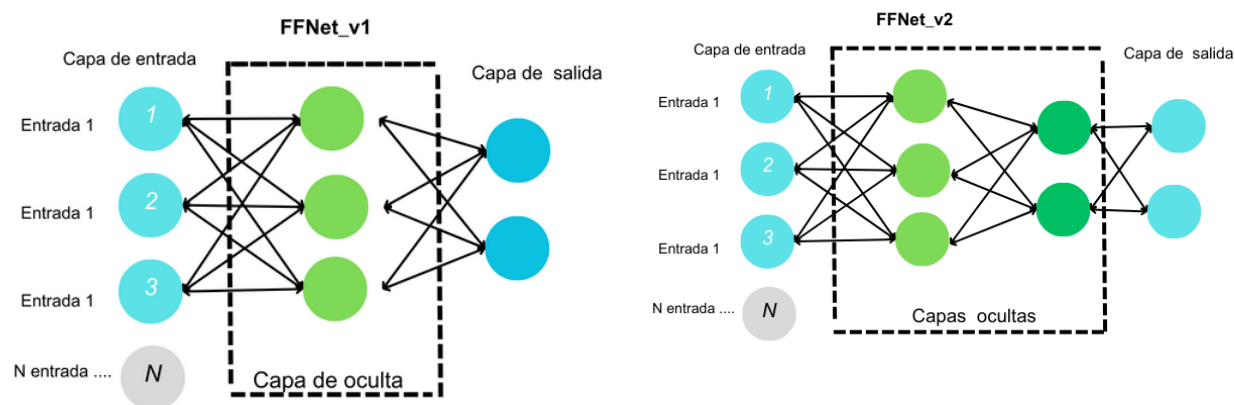 FFNet_v1
Capa de entrada
Capa de salida
Entrada 1
1
Entrada 1
2
Entrada 1
3
N entrada ....
N
Capa de oculta
FFNet_v2
Capa de entrada
Capa de salida
Entrada 1
1
Entrada 1
2
Entrada 1
3
N entrada ....
N
Capas ocultas